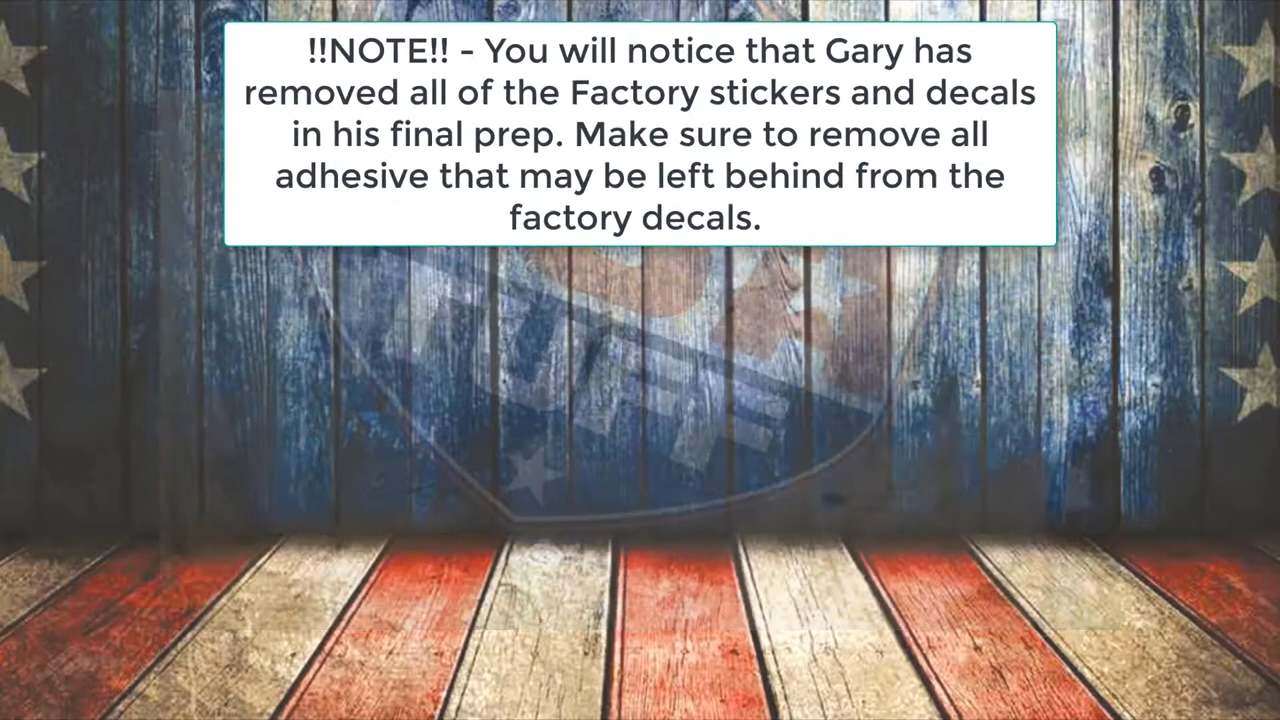 !!NOTE!! - You will notice that Gary has
removed all of the Factory stickers and decals
in his final prep. Make sure to remove all
adhesive that may be left behind from the
factory decals.
TUFF